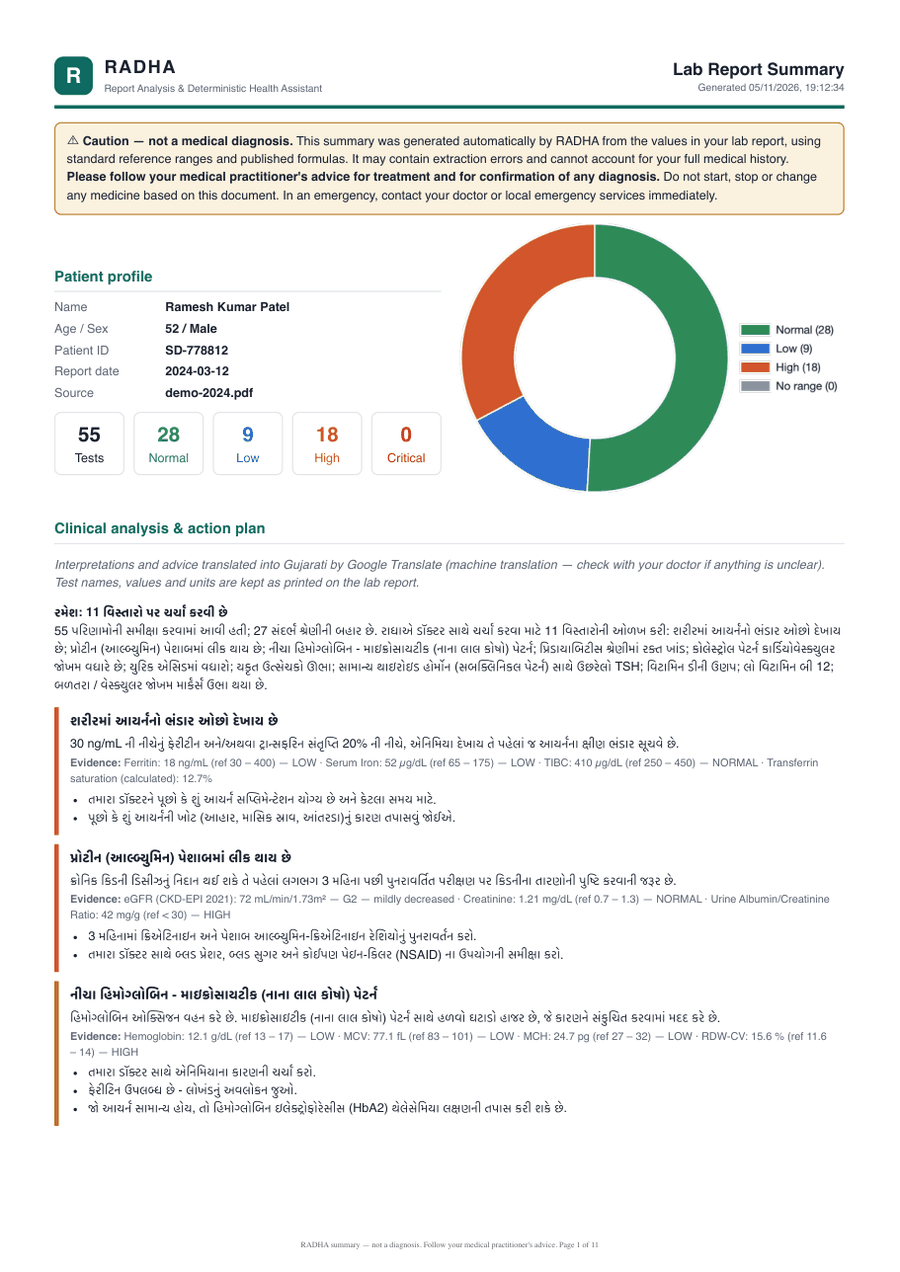 R
RADHA
Report Analysis & Deterministic Health Assistant
Lab Report Summary
Generated 05/11/2026, 19:12:34
⚠ Caution — not a medical diagnosis. This summary was generated automatically by RADHA from the values in your lab report, using
standard reference ranges and published formulas. It may contain extraction errors and cannot account for your full medical history.
Please follow your medical practitioner's advice for treatment and for confirmation of any diagnosis. Do not start, stop or change
any medicine based on this document. In an emergency, contact your doctor or local emergency services immediately.
Patient profile
Name Ramesh Kumar Patel
Age / Sex 52 / Male
Patient ID SD-778812
Report date 2024-03-12
Source demo-2024.pdf
55 28 9 18 0
Tests Normal Low High Critical
Normal (28)
Low (9)
High (18)
No range (0)
Clinical analysis & action plan
Interpretations and advice translated into Gujarati by Google Translate (machine translation — check with your doctor if anything is unclear).
Test names, values and units are kept as printed on the lab report.
રમેશ: 11 વિસ્તારો પર ચર્ચા કરવી છે
55 પરિણામોની સમીક્ષા કરવામાં આવી હતી; 27 સંદર્ભ શ્રેણીની બહાર છે. રાધાએ ડૉક્ટર સાથે ચર્ચા કરવા માટે 11 વિસ્તારોની ઓળખ કરી: શરીરમાં આયર્નનો ભંડાર ઓછો દેખાય
છે; પ્રોટીન (આલ્બ્યુમિન) પેશાબમાં લીક થાય છે; નીચા હિમોગ્લોબિન - માઇક્રોસાયટીક (નાના લાલ કોષો) પેટર્ન; પ્રિડાયાબિટીસ શ્રેણીમાં રક્ત ખાંડ; કોલેસ્ટ્રોલ પેટર્ન કાર્ડિયોવેસ્ક્યુલર
જોખમ વધારે છે; યુરિક એસિડમાં વધારો; યકૃત ઉત્સેચકો ઊભા; સામાન્ય થાઇરોઇડ હોર્મોન (સબક્લિનિકલ પેટર્ન) સાથે ઉછરેલો TSH; વિટામિન ડીની ઉણપ; લો વિટામિન બી 12;
બળતરા / વેસ્ક્યુલર જોખમ માર્કર્સ ઉભા થયા છે.
શરીરમાં આયર્નનો ભંડાર ઓછો દેખાય છે
30 ng/mL ની નીચેનું ફેરીટીન અને/અથવા ટ્રાન્સફરિન સંતૃપ્તિ 20% ની નીચે, એનિમિયા દેખાય તે પહેલાં જ આયર્નના ક્ષીણ ભંડાર સૂચવે છે.
Evidence: Ferritin: 18 ng/mL (ref 30 – 400) — LOW · Serum Iron: 52 µg/dL (ref 65 – 175) — LOW · TIBC: 410 µg/dL (ref 250 – 450) — NORMAL · Transferrin
saturation (calculated): 12.7%
• તમારા ડૉક્ટરને પૂછો કે શું આયર્ન સપ્લિમેન્ટેશન યોગ્ય છે અને કેટલા સમય માટે.
• પૂછો કે શું આયર્નની ખોટ (આહાર, માસિક સ્રાવ, આંતરડા)નું કારણ તપાસવું જોઈએ.
પ્રોટીન (આલ્બ્યુમિન) પેશાબમાં લીક થાય છે
ક્રોનિક કિડની ડિસીઝનું નિદાન થઈ શકે તે પહેલાં લગભગ 3 મહિના પછી પુનરાવર્તિત પરીક્ષણ પર કિડનીના તારણોની પુષ્ટિ કરવાની જરૂર છે.
Evidence: eGFR (CKD-EPI 2021): 72 mL/min/1.73m² — G2 — mildly decreased · Creatinine: 1.21 mg/dL (ref 0.7 – 1.3) — NORMAL · Urine Albumin/Creatinine
Ratio: 42 mg/g (ref < 30) — HIGH
• 3 મહિનામાં ક્રિએટિનાઇન અને પેશાબ આલ્બ્યુમિન-ક્રિએટિનાઇન રેશિયોનું પુનરાવર્તન કરો.
• તમારા ડૉક્ટર સાથે બ્લડ પ્રેશર, બ્લડ સુગર અને કોઈપણ પેઇન-કિલર (NSAID) ના ઉપયોગની સમીક્ષા કરો.
નીચા હિમોગ્લોબિન - માઇક્રોસાયટીક (નાના લાલ કોષો) પેટર્ન
હિમોગ્લોબિન ઓક્સિજન વહન કરે છે. માઇક્રોસાઇટીક (નાના લાલ કોષો) પેટર્ન સાથે હળવો ઘટાડો હાજર છે, જે કારણને સંકુચિત કરવામાં મદદ કરે છે.
Evidence: Hemoglobin: 12.1 g/dL (ref 13 – 17) — LOW · MCV: 77.1 fL (ref 83 – 101) — LOW · MCH: 24.7 pg (ref 27 – 32) — LOW · RDW-CV: 15.6 % (ref 11.6
– 14) — HIGH
• તમારા ડૉક્ટર સાથે એનિમિયાના કારણની ચર્ચા કરો.
• ફેરીટિન ઉપલબ્ધ છે - લોખંડનું અવલોકન જુઓ.
• જો આયર્ન સામાન્ય હોય, તો હિમોગ્લોબિન ઇલેક્ટ્રોફોરેસીસ (HbA2) થેલેસેમિયા લક્ષણની તપાસ કરી શકે છે.
RADHA summary — not a diagnosis. Follow your medical practitioner's advice. Page 1 of 11